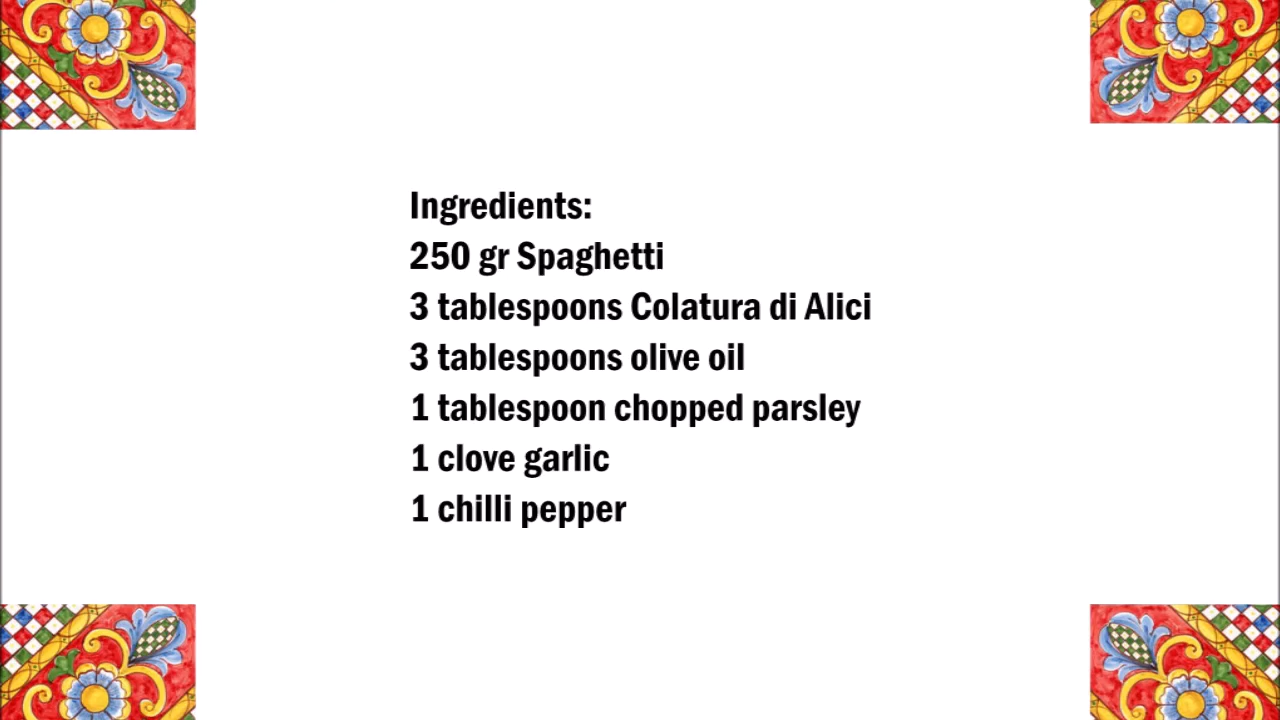 Ingredients:
250 gr Spaghetti
3 tablespoons Colatura di Alici
3 tablespoons olive oil
1 tablespoon chopped parsley
1 clove garlic
1 chilli pepper